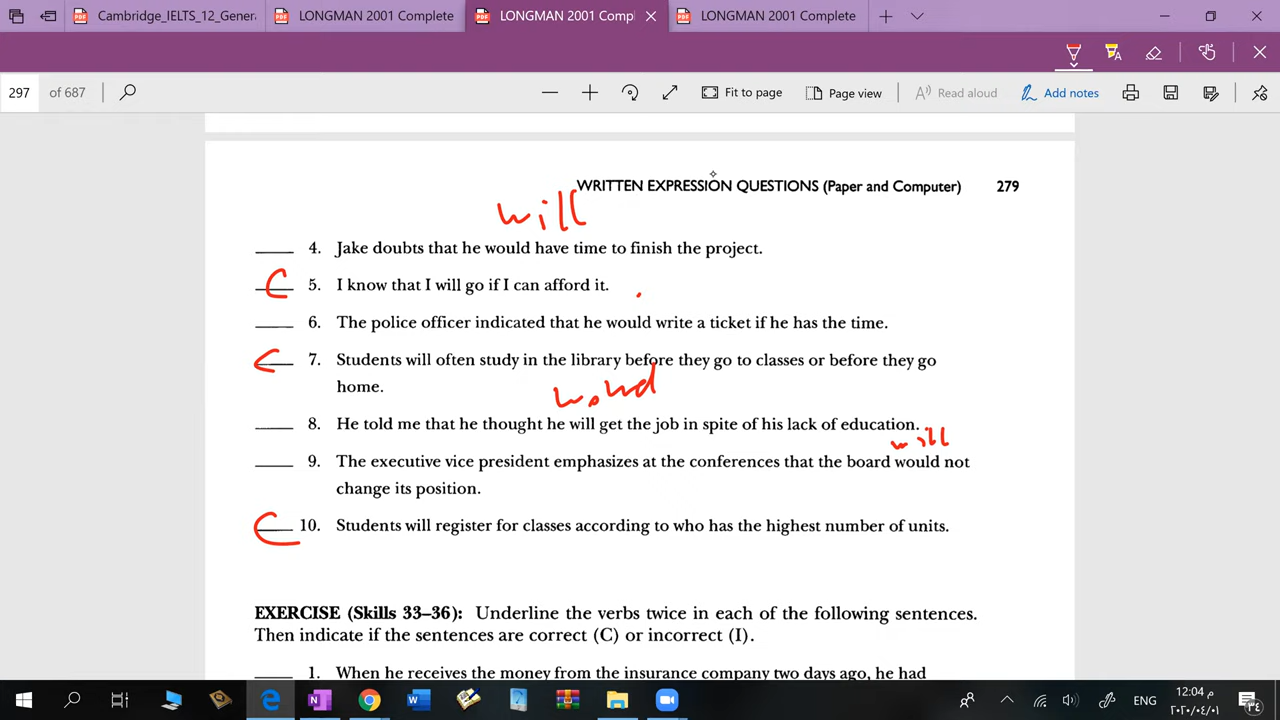 Cambridge_IELTS_12_Genera
LONGMAN 2001 Complete
LONGMAN 2001 Compl
LONGMAN 2001 Complete
297 of 687
Fit to page
Page view
Read aloud
Add notes
WRITTEN EXPRESSION QUESTIONS (Paper and Computer) 279
will
____ 4. Jake doubts that he would have time to finish the project.
C 5. I know that I will go if I can afford it.
____ 6. The police officer indicated that he would write a ticket if he has the time.
C 7. Students will often study in the library before they go to classes or before they go
home.
would
____ 8. He told me that he thought he will get the job in spite of his lack of education.
will
____ 9. The executive vice president emphasizes at the conferences that the board would not
change its position.
C 10. Students will register for classes according to who has the highest number of units.
EXERCISE (Skills 33–36): Underline the verbs twice in each of the following sentences.
Then indicate if the sentences are correct (C) or incorrect (I).
____ 1. When he receives the money from the insurance company two days ago, he had
ENG
12:04 م
٢٠٢٠/٠٤/٠١